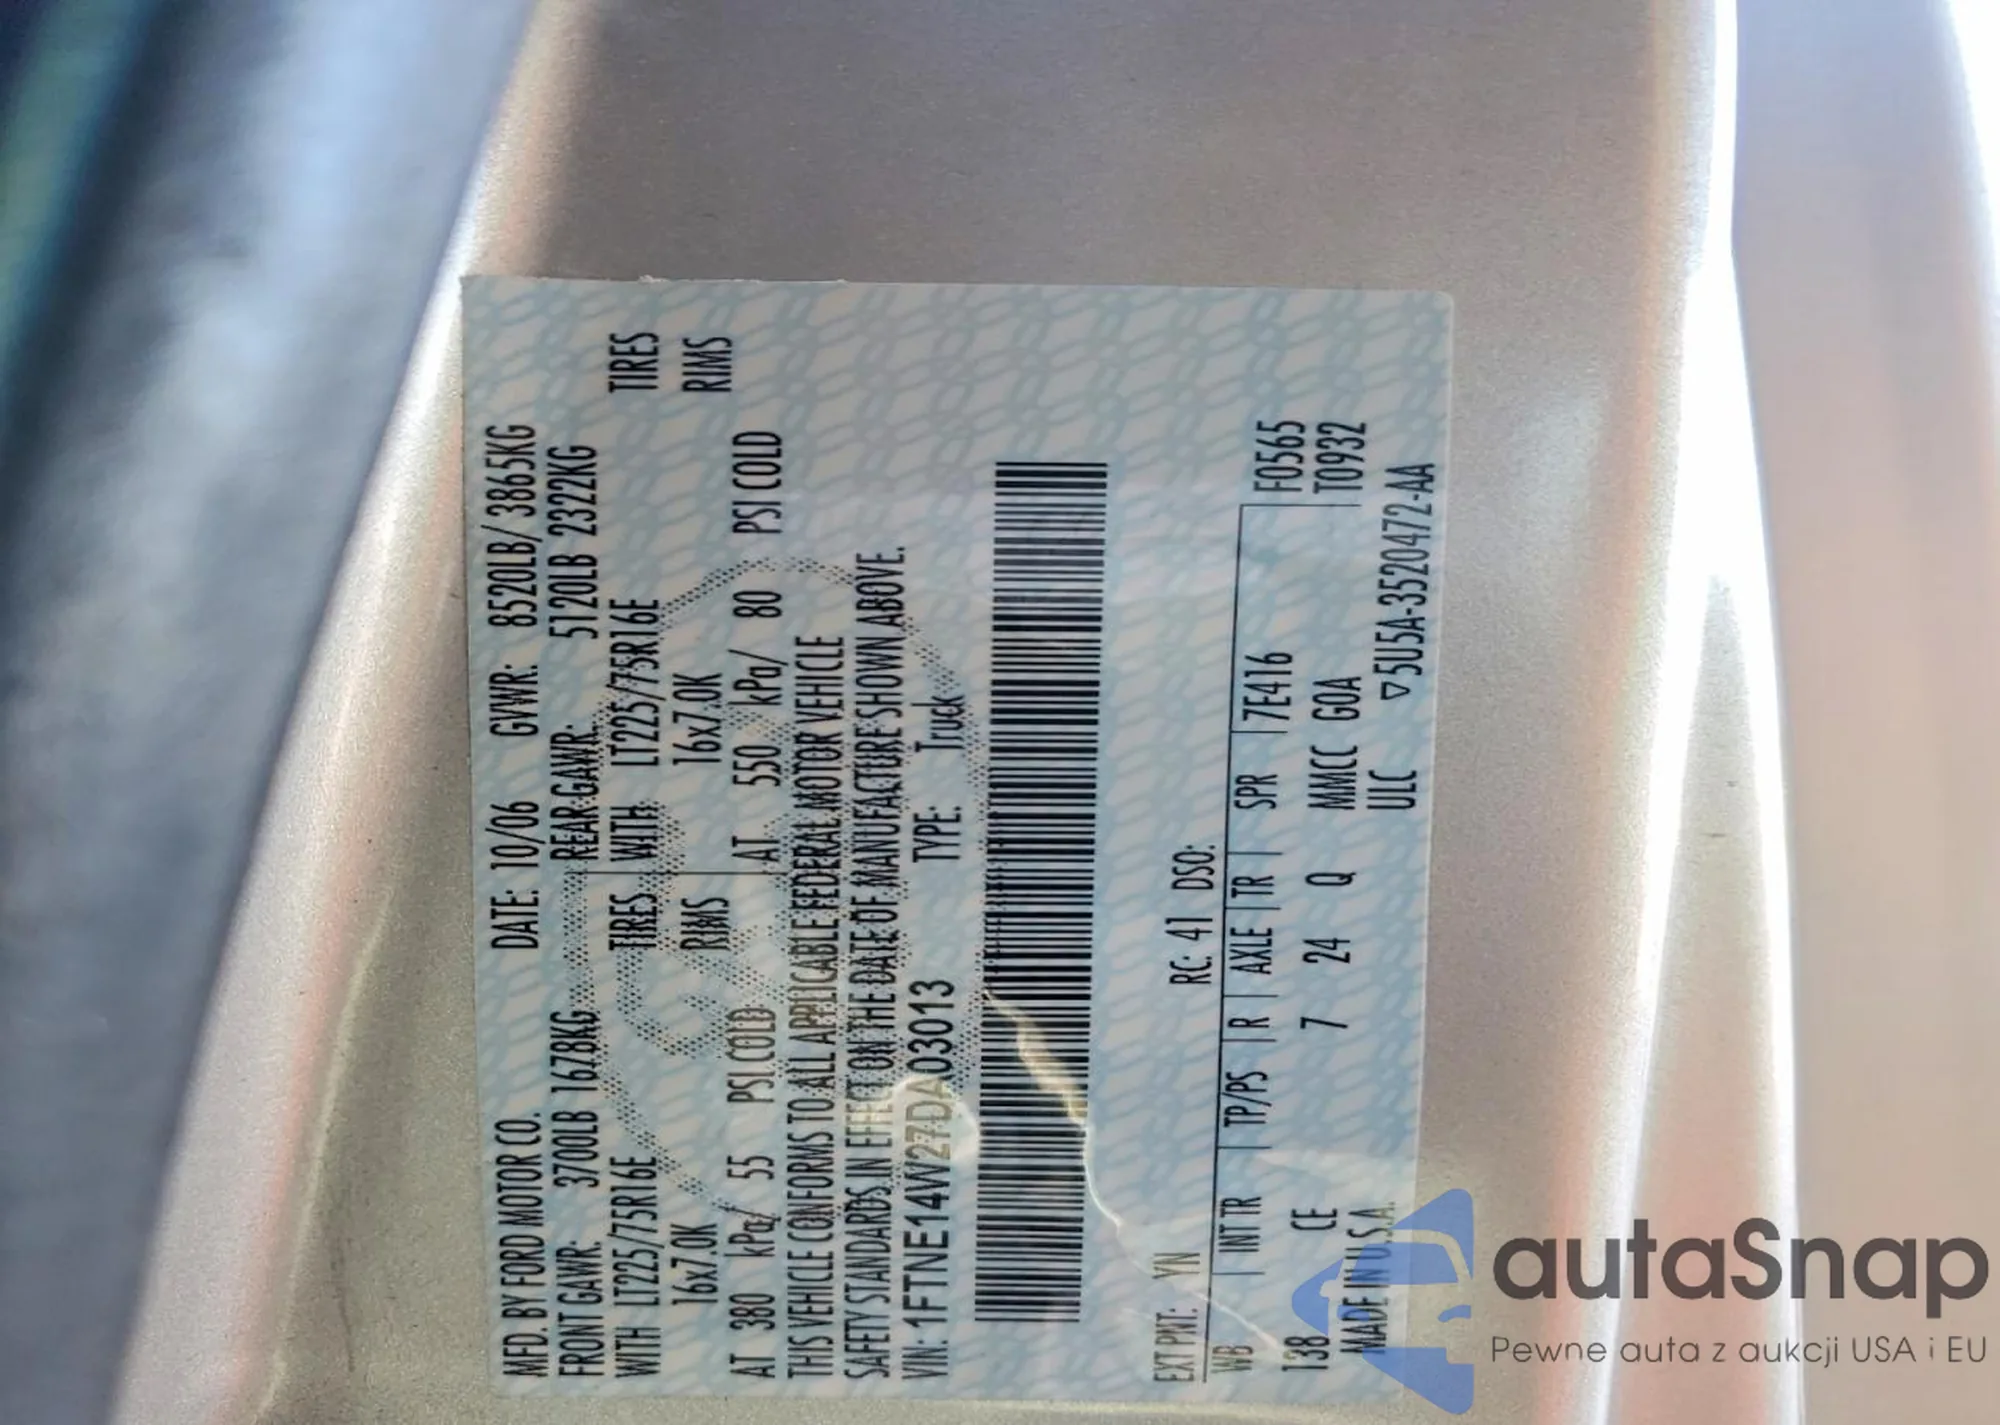 MFD. BY FORD MOTOR CO. DATE: 10/06 GVWR: 8520LB/ 3865KG
FRONT GAWR: 3700LB 1678KG REAR GAWR: 5120LB 2322KG
WITH LT225/75R16E TIRES WITH LT225/75R16E TIRES
16x7.0K RIMS 16x7.0K RIMS
AT 380 kPa/ 55 PSI COLD AT 550 kPa/ 80 PSI COLD
THIS VEHICLE CONFORMS TO ALL APPLICABLE FEDERAL MOTOR VEHICLE
SAFETY STANDARDS IN EFFECT ON THE DATE OF MANUFACTURE SHOWN ABOVE.
VIN: 1FTNE14W27DA03013 TYPE: Truck
RC: 41 DSO:
EXT PNT: YN
WB | INT TR | TP/PS | R | AXLE | TR | SPR | 7E416 F0565
138 CE 7 24 Q MMCC GOA T0932
MADE IN U.S.A. ULC ▽5U5A-3520472-AA
autaSnap
Pewne auta z aukcji USA i EU